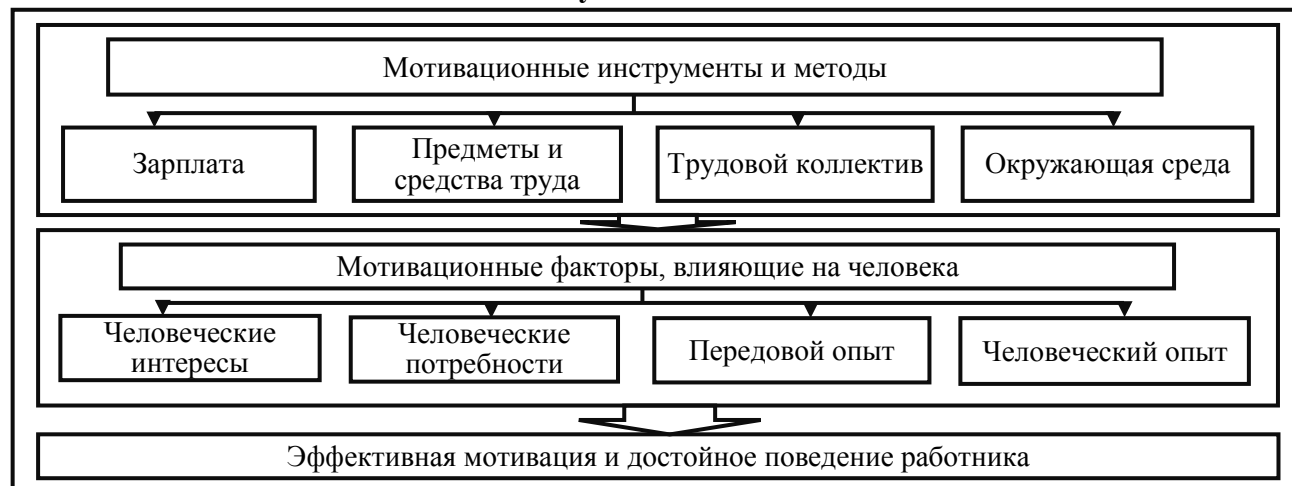 Мотивационные инструменты и методы
Зарплата
Предметы и
средства труда
Трудовой коллектив
Окружающая среда
Мотивационные факторы, влияющие на человека
Человеческие
интересы
Человеческие
потребности
Передовой опыт
Человеческий опыт
Эффективная мотивация и достойное поведение работника